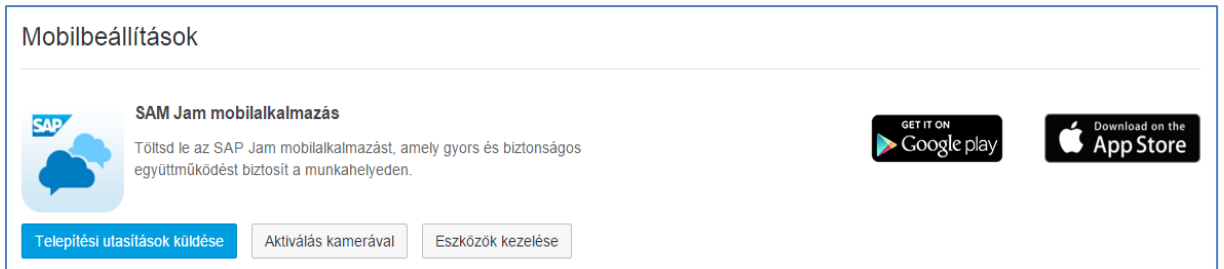 Mobilbeállítások
SAP
SAM Jam mobilalkalmazás
Töltsd le az SAP Jam mobilalkalmazást, amely gyors és biztonságos
együttműködést biztosít a munkahelyeden.
GET IT ON
Google play
Download on the
App Store
Telepítési utasítások küldése
Aktiválás kamerával
Eszközök kezelése